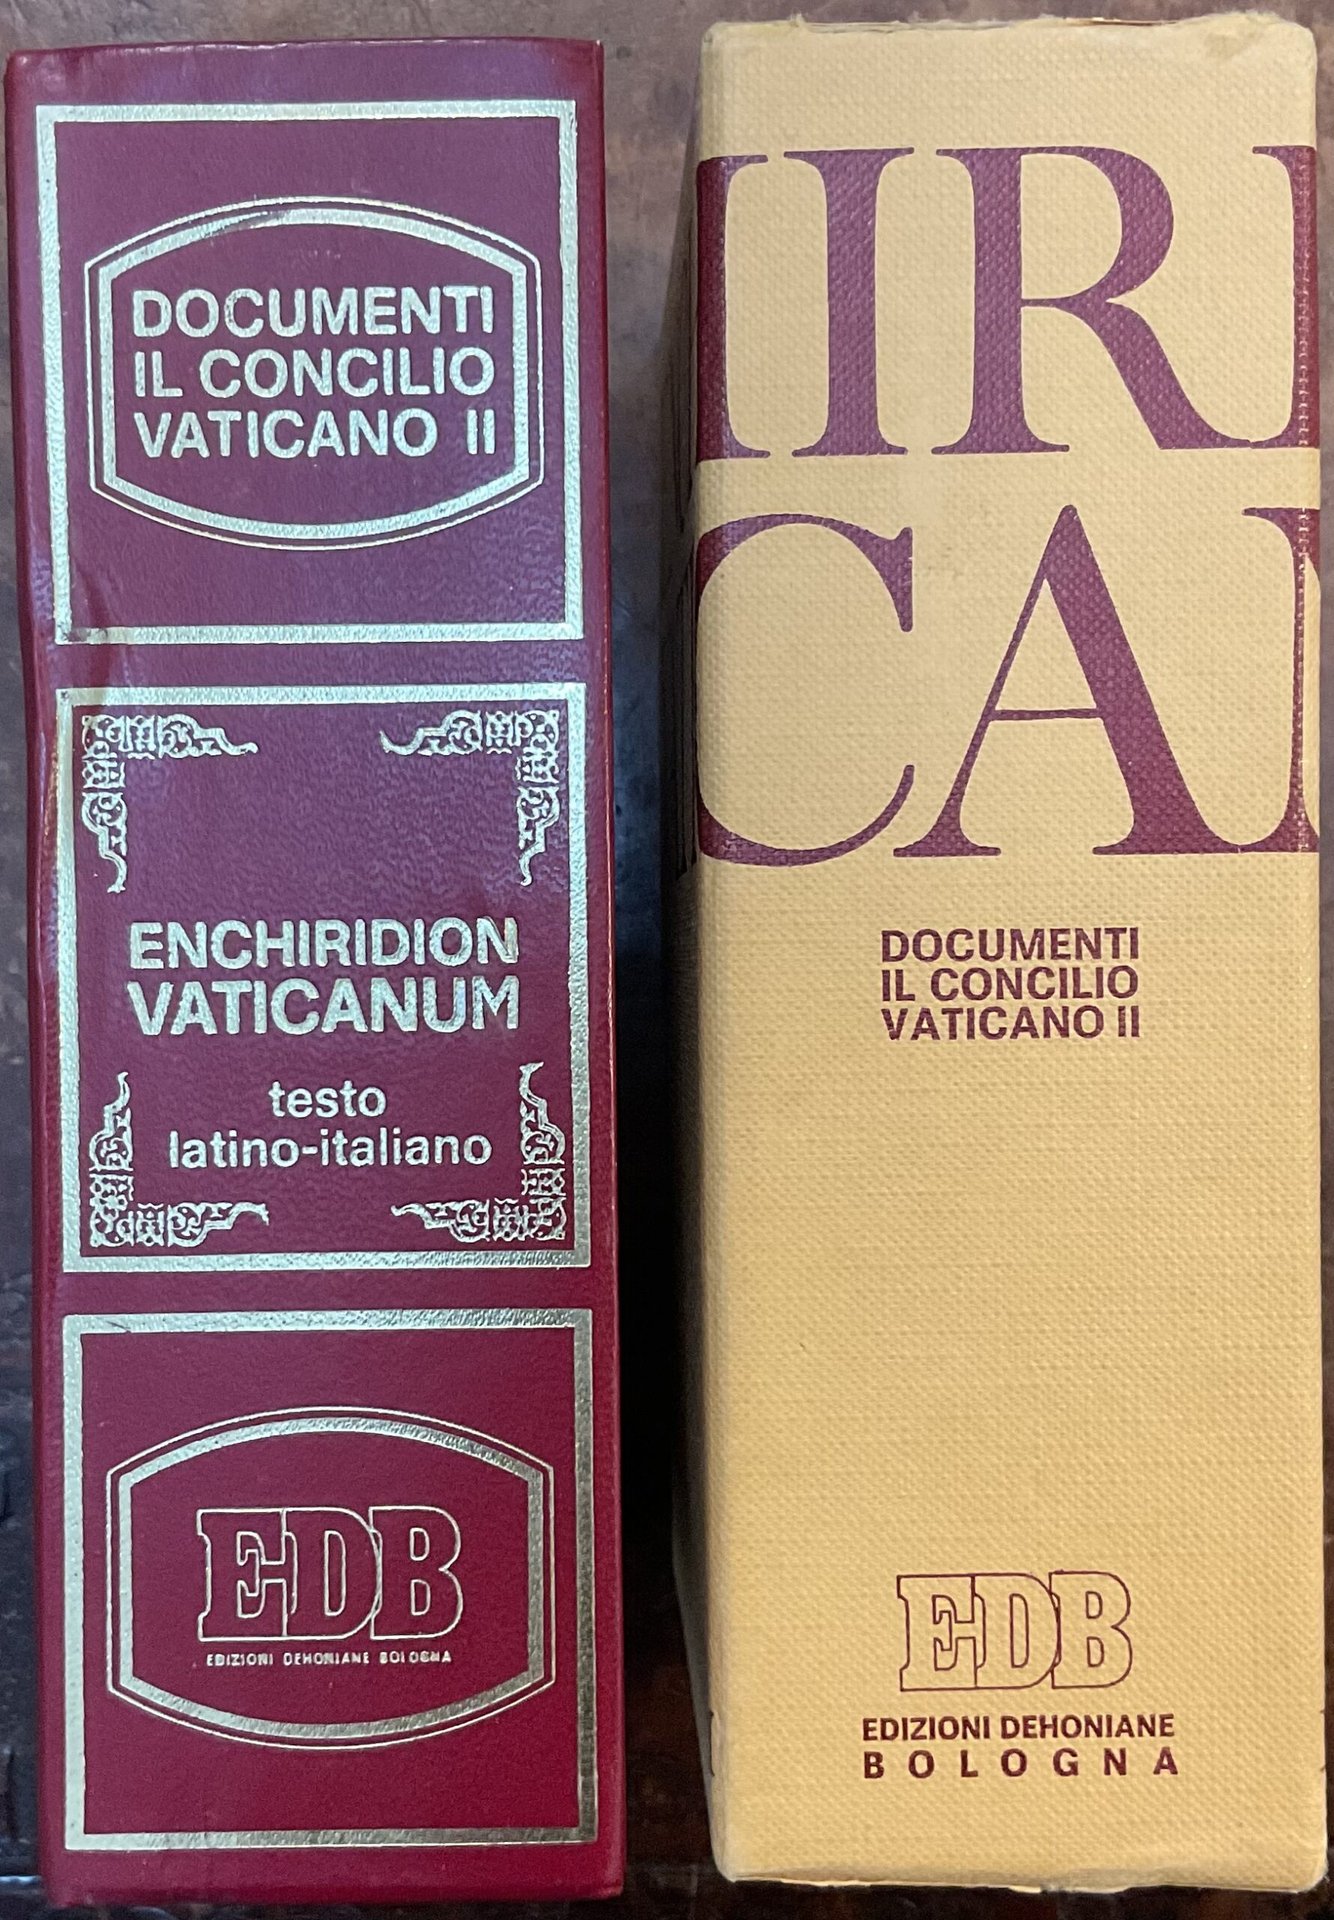 DOCUMENTI
IL CONCILIO
VATICANO II
ENCHIRIDION
VATICANUM
testo
latino-italiano
EDB
EDIZIONI DEHONIANE BOLOGNA
IRI
CAN
DOCUMENTI
IL CONCILIO
VATICANO II
EDB
EDIZIONI DEHONIANE
BOLOGNA